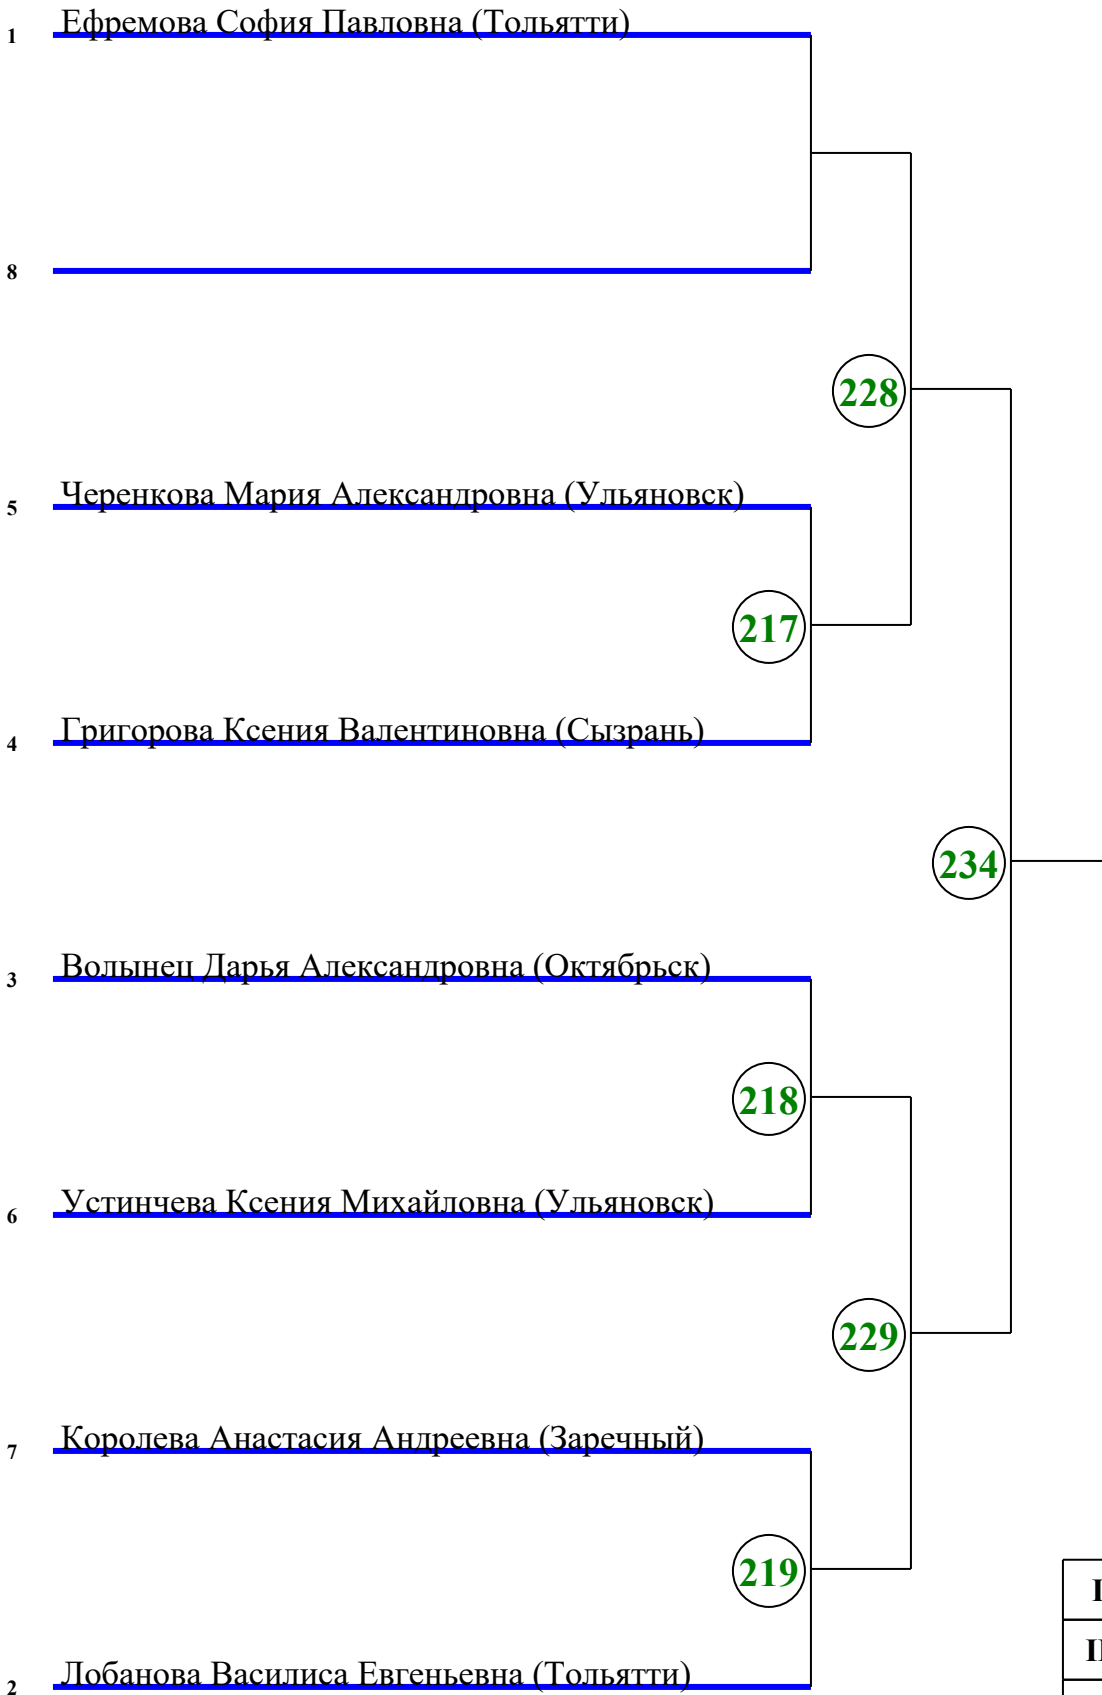 1 Ефремова София Павловна (Тольятти)
8
228
5 Черенкова Мария Александровна (Ульяновск)
217
4 Григорова Ксения Валентиновна (Сызрань)
234
3 Волынец Дарья Александровна (Октябрьск)
218
6 Устинчева Ксения Михайловна (Ульяновск)
229
7 Королева Анастасия Андреевна (Заречный)
219
I
II
2 Лобанова Василиса Евгеньевна (Тольятти)